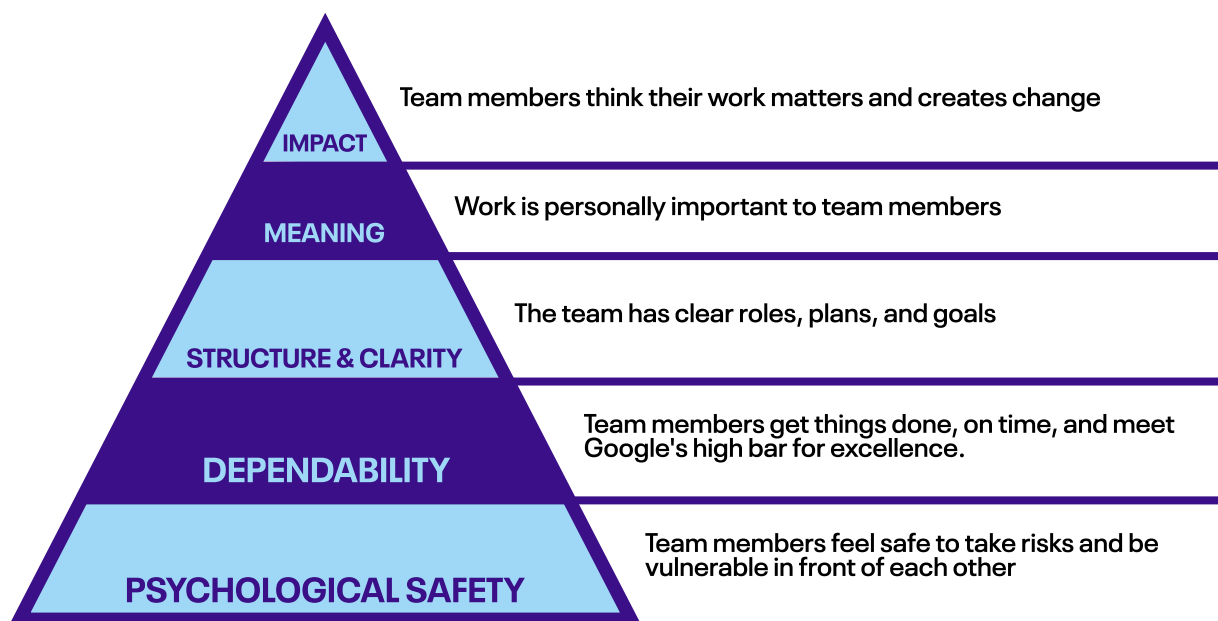 Team members think their work matters and creates change
IMPACT
Work is personally important to team members
MEANING
The team has clear roles, plans, and goals
STRUCTURE & CLARITY
Team members get things done, on time, and meet
Google's high bar for excellence.
DEPENDABILITY
Team members feel safe to take risks and be
vulnerable in front of each other
PSYCHOLOGICAL SAFETY